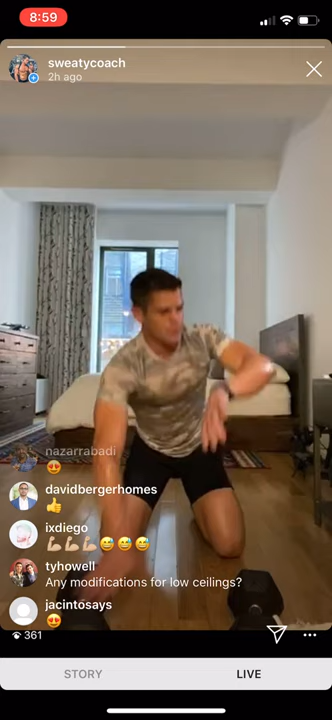 8:59
sweatycoach
2h ago
nazarrabadi
😍
davidbergerhomes
👍
ixdiego
💪🏼💪🏼💪🏼😅😅😅
tyhowell
Any modifications for low ceilings?
jacintosays
😍
361
STORY
LIVE